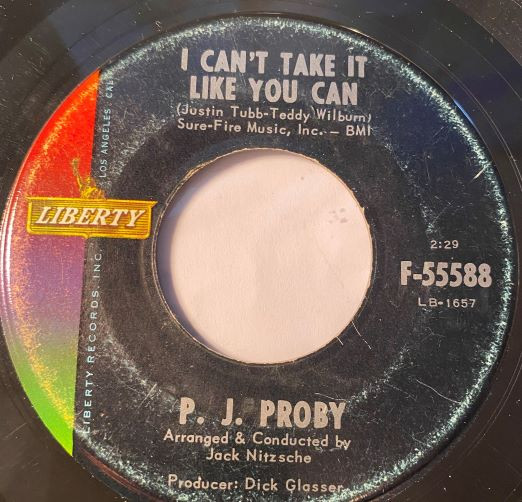 I CAN'T TAKE IT
LIKE YOU CAN
(Justin Tubb-Teddy Wilburn)
Sure-Fire Music, Inc. – BMI
LIBERTY
LIBERTY RECORDS, INC.
LOS ANGELES, CAL
2:29
F-55588
LB-1657
P. J. PROBY
Arranged & Conducted by
Jack Nitzsche
Producer: Dick Glasser